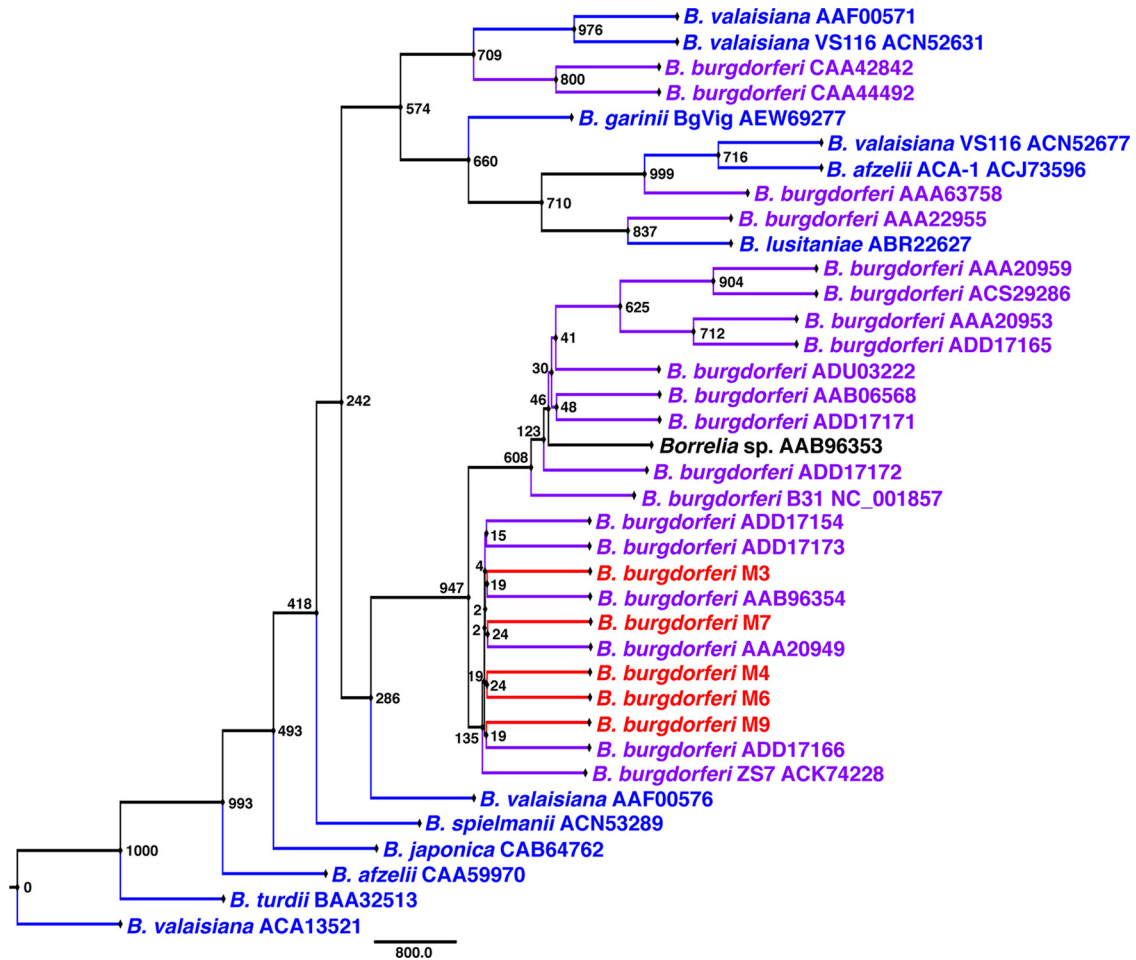 B. valaisiana AAF00571
976
B. valaisiana VS116 ACN52631
709
B. burgdorferi CAA42842
800
B. burgdorferi CAA44492
574
B. garinii BgVig AEW69277
B. valaisiana VS116 ACN52677
716
660
B. afzelii ACA-1 ACJ73596
999
B. burgdorferi AAA63758
710
B. burgdorferi AAA22955
837
B. lusitaniae ABR22627
B. burgdorferi AAA20959
904
B. burgdorferi ACS29286
625
B. burgdorferi AAA20953
712
41
B. burgdorferi ADD17165
30
B. burgdorferi ADU03222
242
B. burgdorferi AAB06568
46
48
B. burgdorferi ADD17171
123
Borrelia sp. AAB96353
608
B. burgdorferi ADD17172
B. burgdorferi B31 NC_001857
B. burgdorferi ADD17154
15
B. burgdorferi ADD17173
4
B. burgdorferi M3
947
19
B. burgdorferi AAB96354
418
2
B. burgdorferi M7
2
24
B. burgdorferi AAA20949
19
B. burgdorferi M4
24
286
B. burgdorferi M6
B. burgdorferi M9
493
135
19
B. burgdorferi ADD17166
B. burgdorferi ZS7 ACK74228
993
B. valaisiana AAF00576
B. spielmanii ACN53289
1000
B. japonica CAB64762
B. afzelii CAA59970
0
B. turdii BAA32513
B. valaisiana ACA13521
800.0